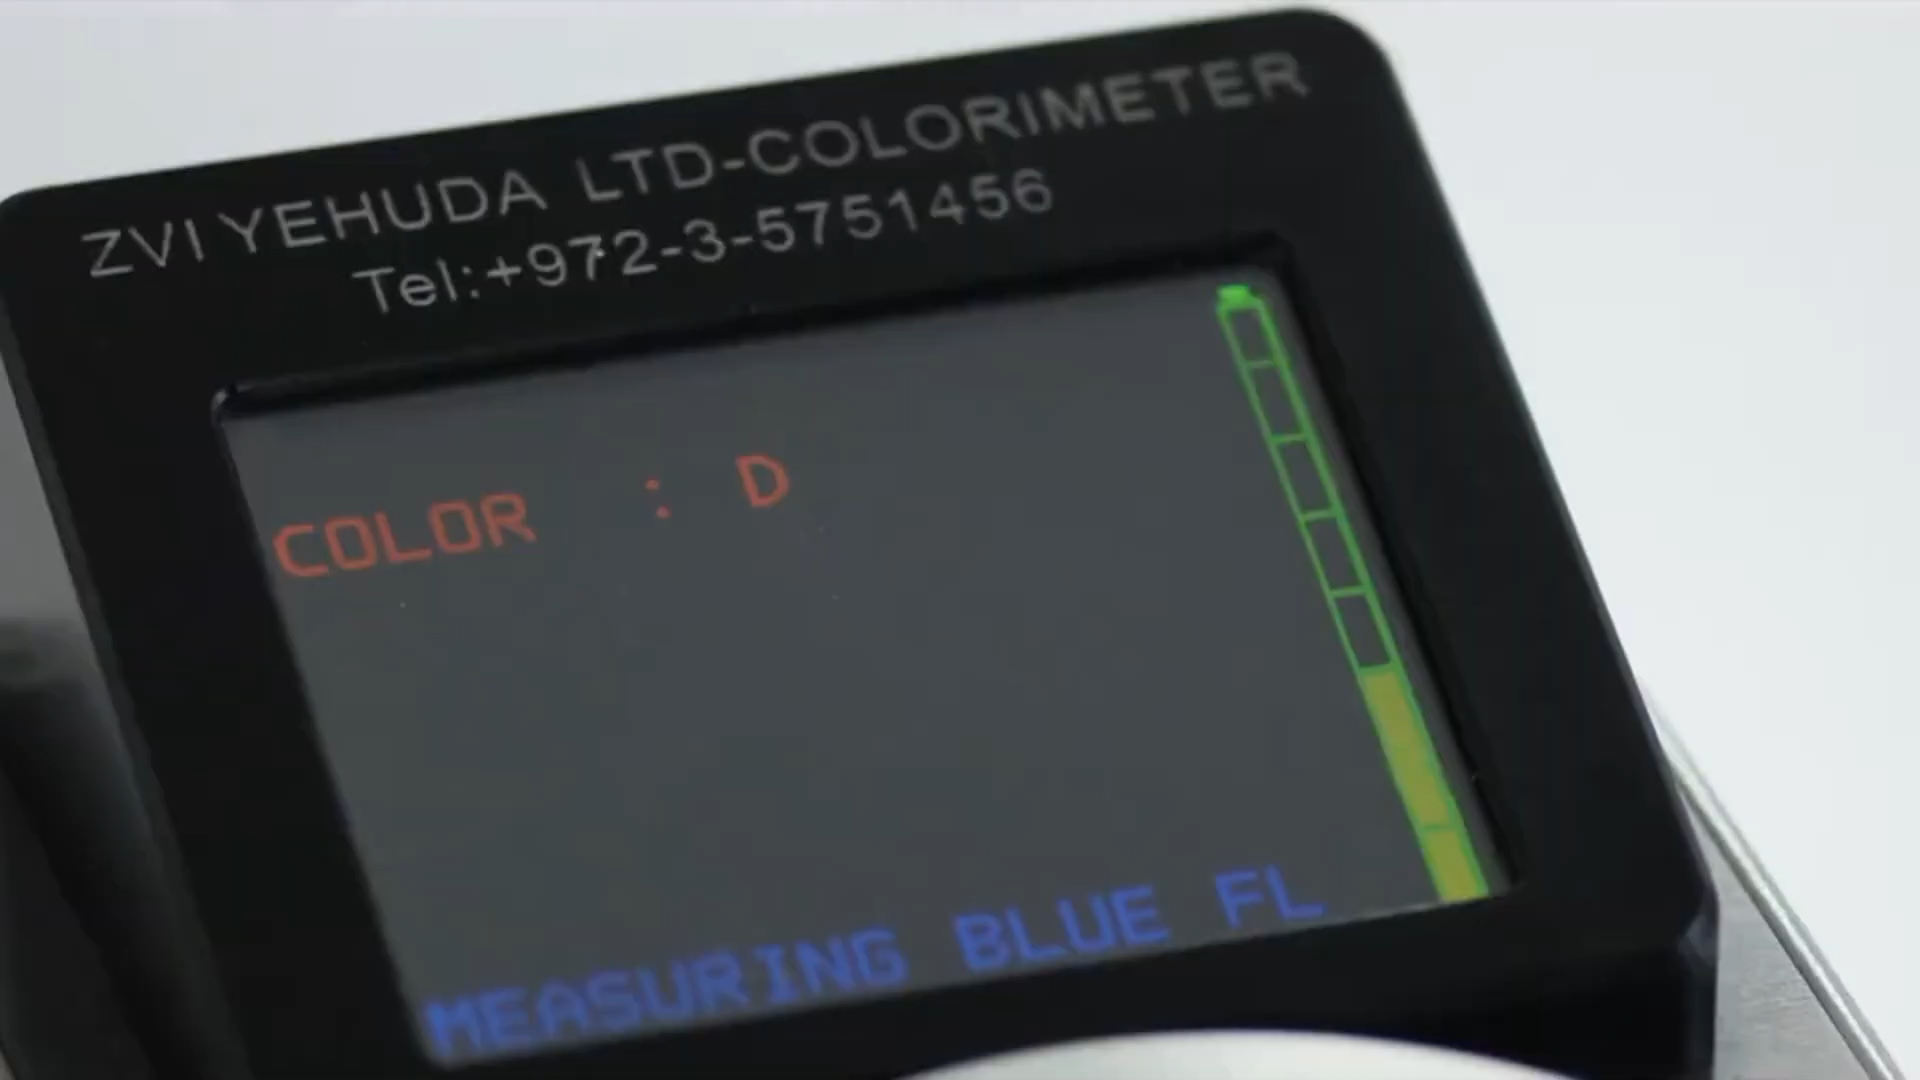 ZVI YEHUDA LTD-COLORIMETER
Tel:+972-3-5751456
COLOR : D
MEASURING BLUE FL